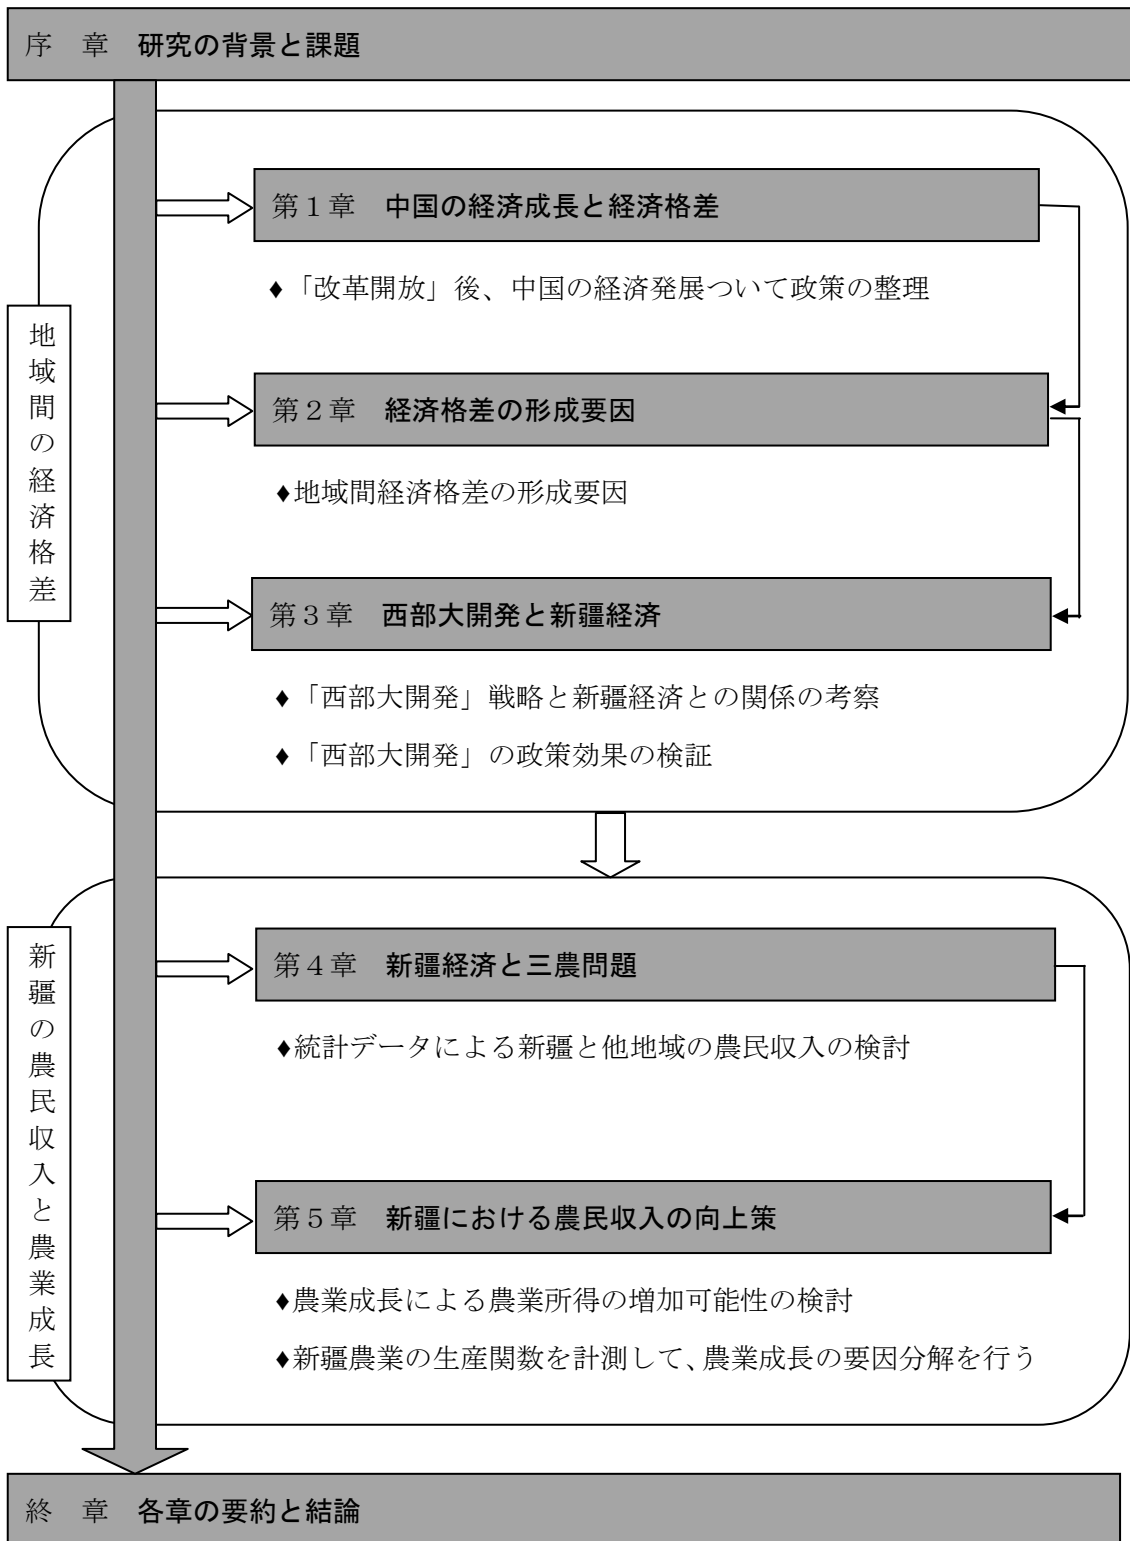 序　章　研究の背景と課題
地域間の経済格差
第１章　中国の経済成長と経済格差
♦「改革開放」後、中国の経済発展ついて政策の整理
第２章　経済格差の形成要因
♦地域間経済格差の形成要因
第３章　西部大開発と新疆経済
♦「西部大開発」戦略と新疆経済との関係の考察
♦「西部大開発」の政策効果の検証
新疆の農民収入と農業成長
第４章　新疆経済と三農問題
♦統計データによる新疆と他地域の農民収入の検討
第５章　新疆における農民収入の向上策
♦農業成長による農業所得の増加可能性の検討
♦新疆農業の生産関数を計測して、農業成長の要因分解を行う
終　章　各章の要約と結論